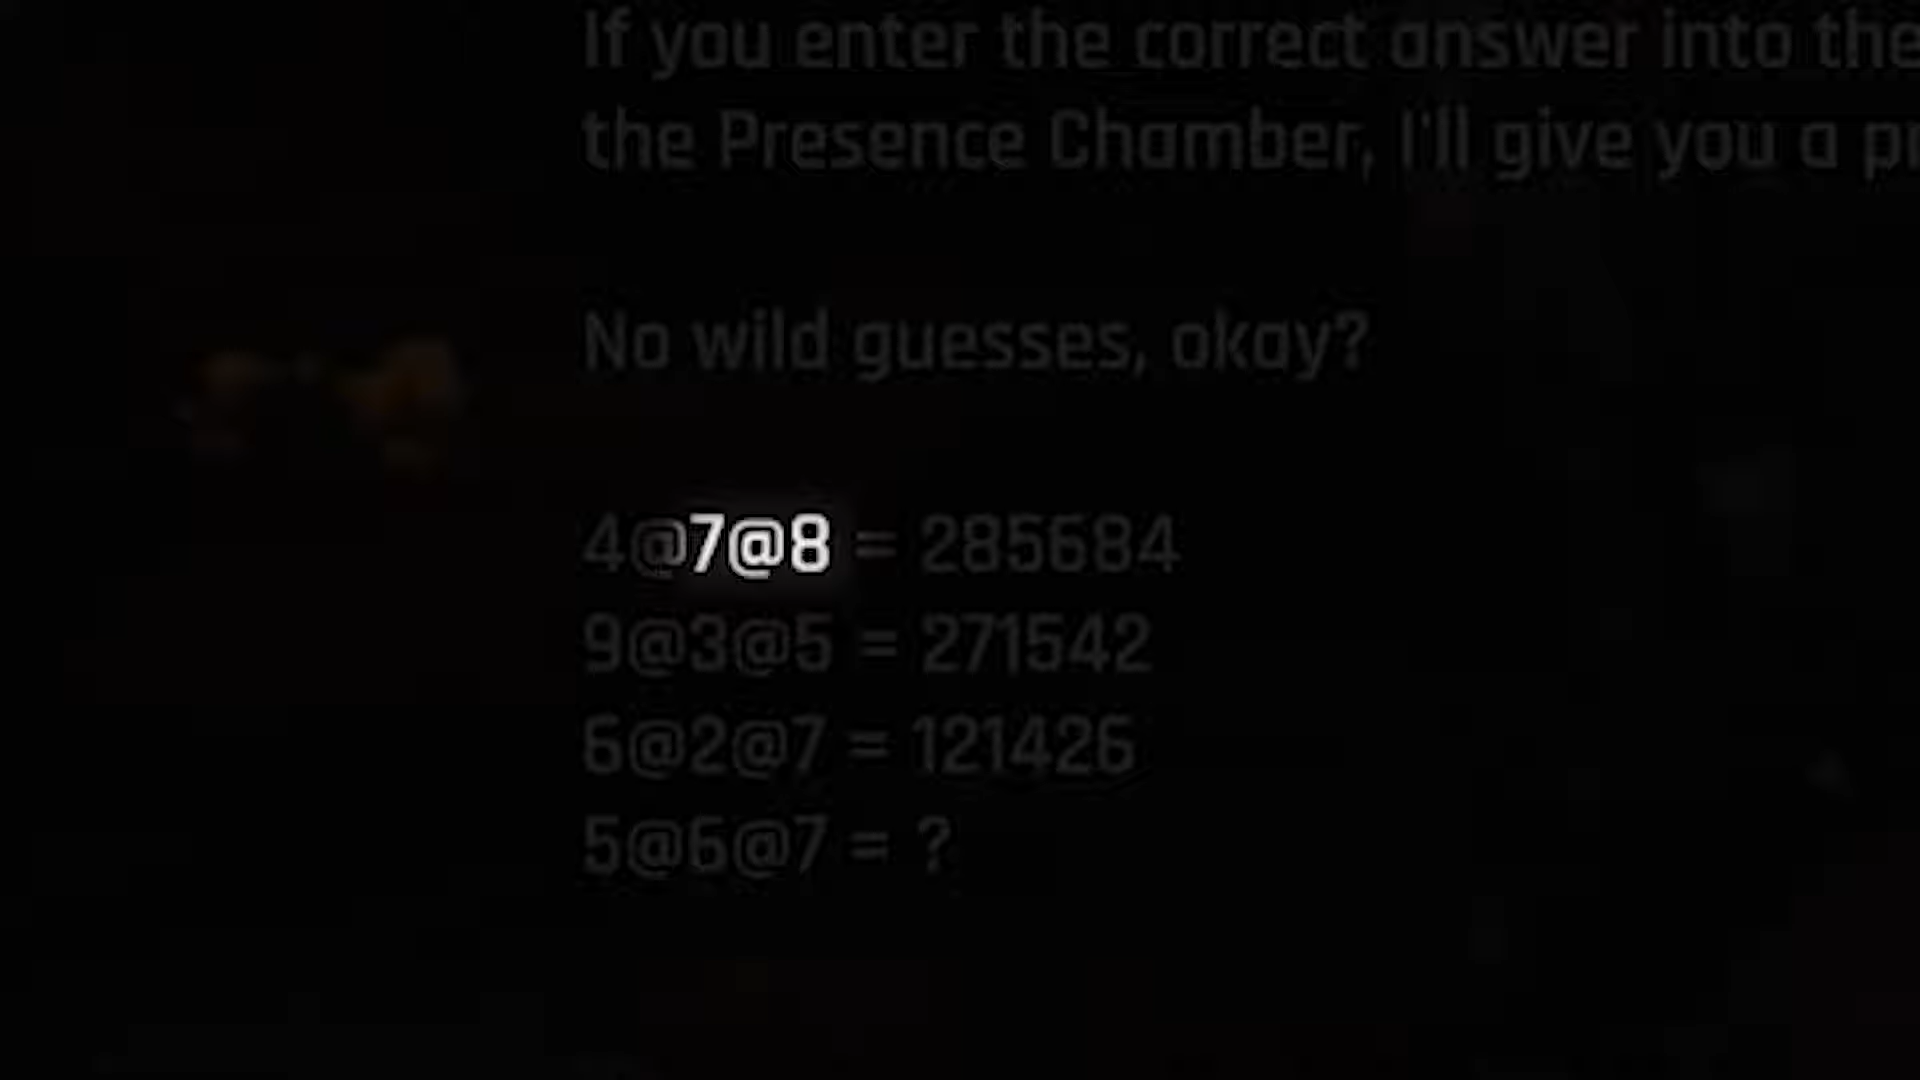 If you enter the correct answer into the
the Presence Chamber, I'll give you a
No wild guesses, okay?
4@7@8 = 285684
9@3@5 = 271542
6@2@7 = 121426
5@6@7 = ?